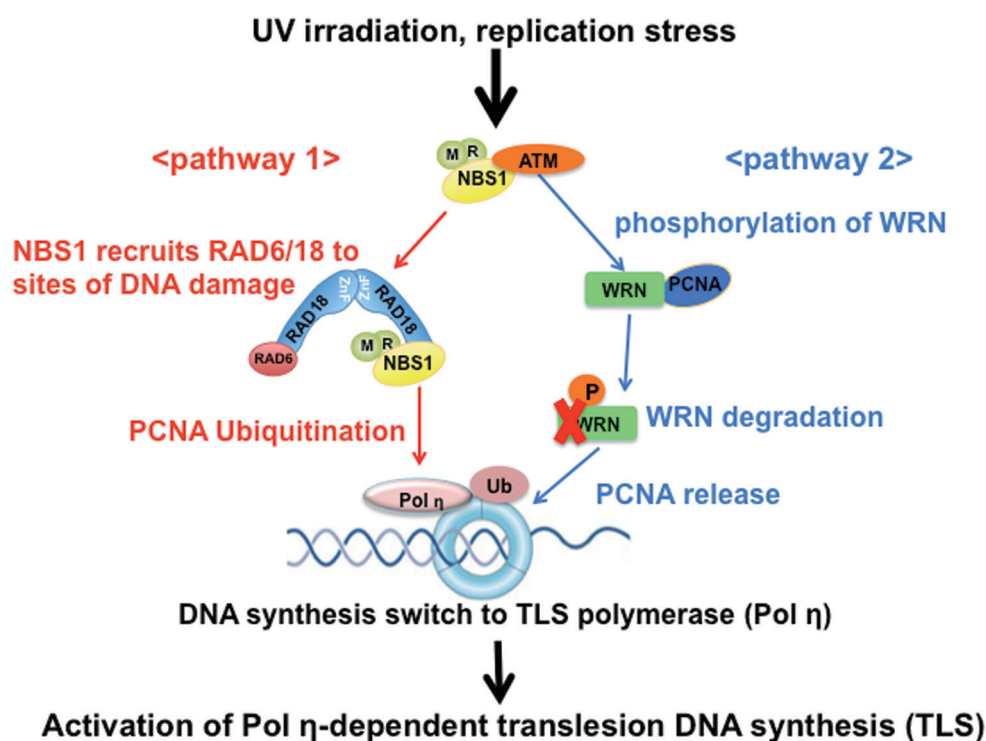 UV irradiation, replication stress
<pathway 1>
M R
NBS1
ATM
<pathway 2>
phosphorylation of WRN
NBS1 recruits RAD6/18 to
sites of DNA damage
ZnF
ZnF
RAD18
RAD18
RAD6
M R
NBS1
WRN
PCNA
PCNA Ubiquitination
P
WRN
WRN degradation
Pol η
Ub
PCNA release
DNA synthesis switch to TLS polymerase (Pol η)
Activation of Pol η-dependent translesion DNA synthesis (TLS)